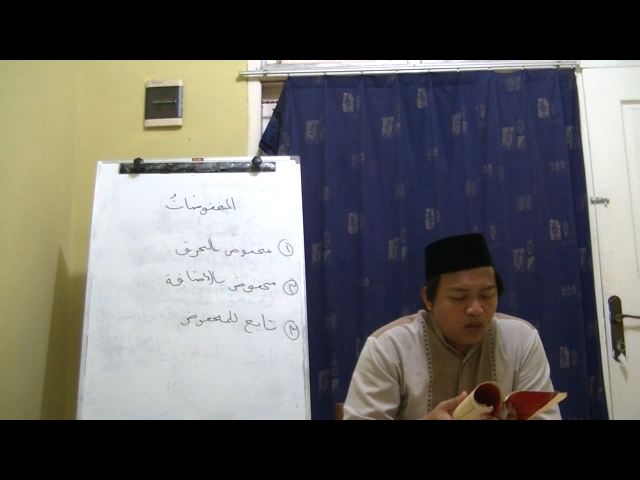 المخفوضاتُ
١ مخفوض بالحرف
٢ مخفوض بالاضافة
٣ تابع للمخفوض